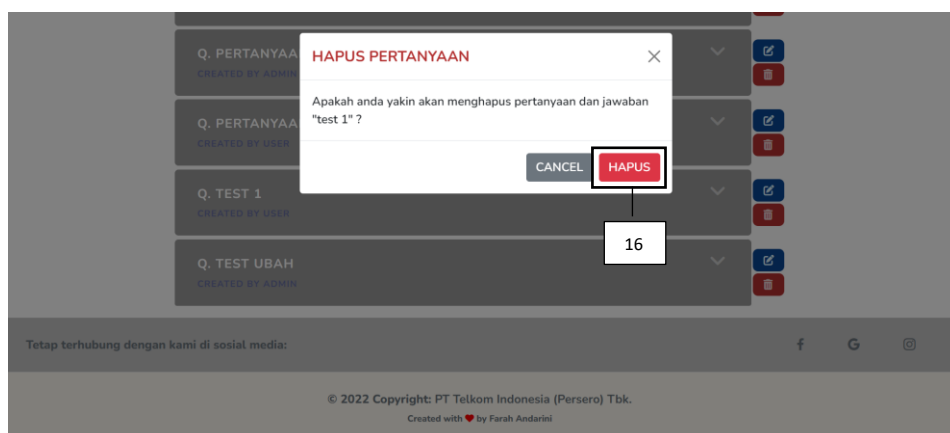 Q. PERTANYAA
CREATED BY ADMIN
HAPUS PERTANYAAN
Apakah anda yakin akan menghapus pertanyaan dan jawaban
"test 1" ?
CANCEL
HAPUS
Q. PERTANYAA
CREATED BY USER
Q. TEST 1
CREATED BY USER
16
Q. TEST UBAH
CREATED BY ADMIN
Tetap terhubung dengan kami di sosial media:
© 2022 Copyright: PT Telkom Indonesia (Persero) Tbk.
Created with ❤ by Farah Andarini